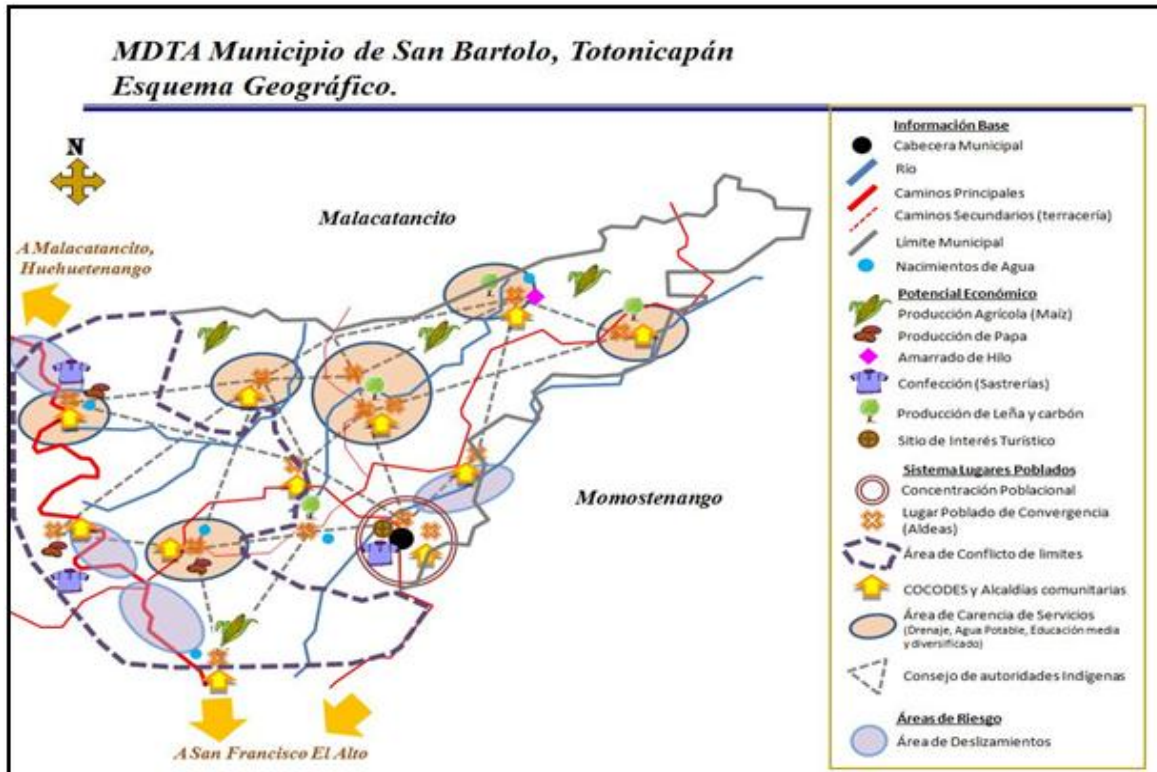 MDTA Municipio de San Bartolo, Totonicapán
Esquema Geográfico.
N
Malacatancito
A Malacatancito,
Huehuetenango
Momostenango
A San Francisco El Alto
Información Base
Cabecera Municipal
Río
Caminos Principales
Caminos Secundarios (terracería)
Límite Municipal
Nacimientos de Agua
Potencial Económico
Producción Agrícola (Maíz)
Producción de Papa
Amarrado de Hilo
Confección (Sastrerías)
Producción de Leña y carbón
Sitio de Interés Turístico
Sistema Lugares Poblados
Concentración Poblacional
Lugar Poblado de Convergencia
(Aldeas)
Área de Conflicto de limites
COCODES y Alcaldías comunitarias
Área de Carencia de Servicios
(Drenaje, Agua Potable, Educación media
y diversificado)
Consejo de autoridades Indígenas
Áreas de Riesgo
Área de Deslizamientos